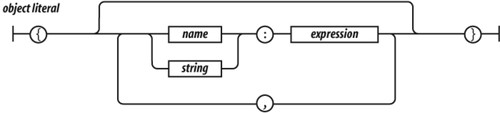 object literal
{ name : expression }
string
,